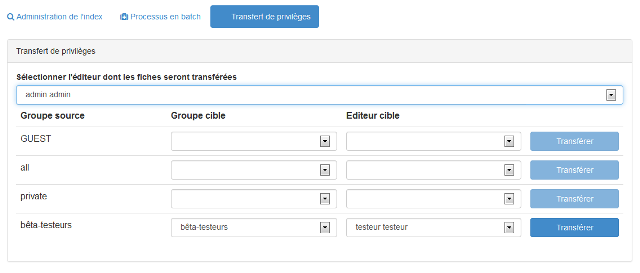 Administration de l'index Processus en batch Transfert de privilèges
Transfert de privilèges
Sélectionner l'éditeur dont les fiches seront transférées
admin admin
Groupe source Groupe cible Editeur cible
GUEST Transférer
all Transférer
private Transférer
bêta-testeurs bêta-testeurs testeur testeur Transférer